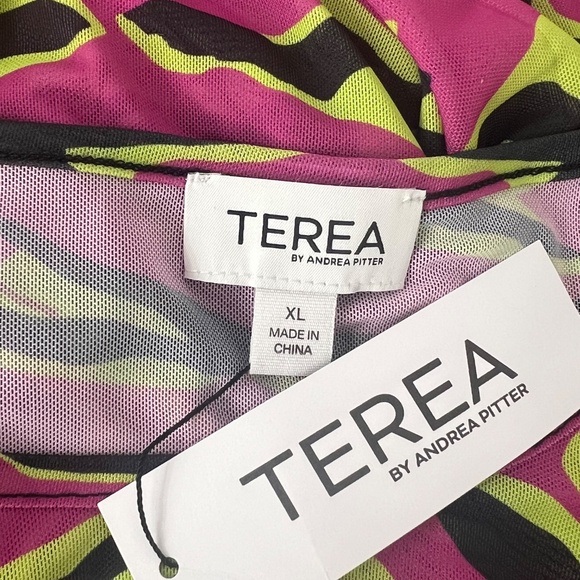 TEREA
BY ANDREA PITTER
XL
MADE IN
CHINA
TEREA
BY ANDREA PITTER